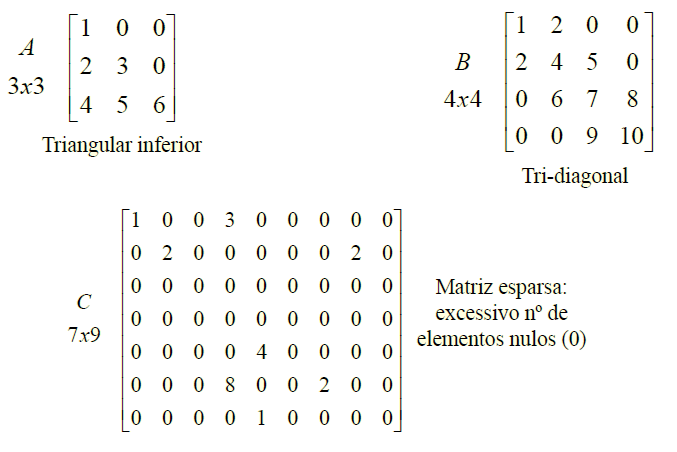 A
3x3
1 0 0
2 3 0
4 5 6
Triangular inferior
B
4x4
1 2 0 0
2 4 5 0
0 6 7 8
0 0 9 10
Tri-diagonal
C
7x9
1 0 0 3 0 0 0 0 0
0 2 0 0 0 0 0 2 0
0 0 0 0 0 0 0 0 0
0 0 0 0 0 0 0 0 0
0 0 0 0 4 0 0 0 0
0 0 0 8 0 0 2 0 0
0 0 0 0 1 0 0 0 0
Matriz esparsa:
excessivo nº de
elementos nulos (0)